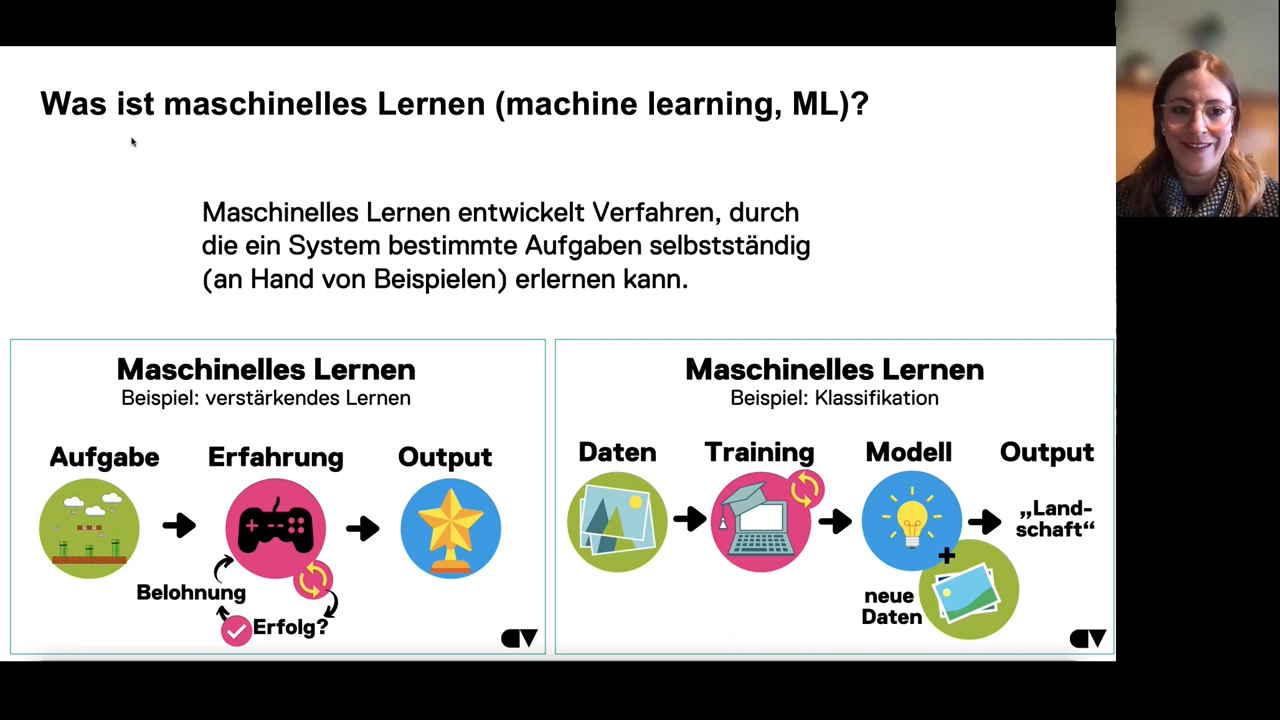 Was ist maschinelles Lernen (machine learning, ML)?
Maschinelles Lernen entwickelt Verfahren, durch
die ein System bestimmte Aufgaben selbstständig
(an Hand von Beispielen) erlernen kann.
Maschinelles Lernen
Beispiel: verstärkendes Lernen
Aufgabe
Erfahrung
Output
Belohnung
Erfolg?
Maschinelles Lernen
Beispiel: Klassifikation
Daten
Training
Modell
Output
„Land-
schaft“
neue
Daten